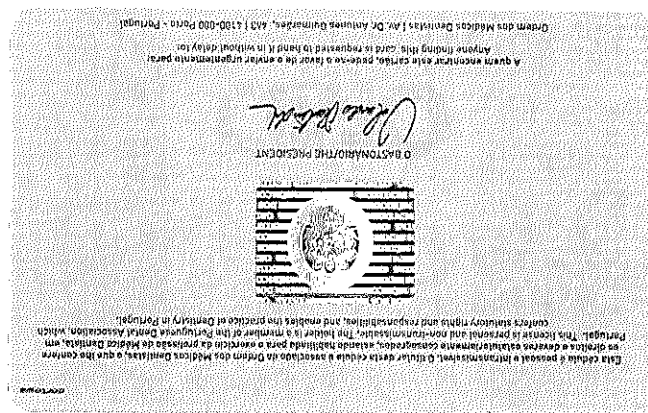 Esta cédula é pessoal e intransmissível. O titular desta cédula é associado da Ordem dos Médicos Dentistas, o que lhe confere
os direitos e deveres estatutariamente consagrados, estando habilitando para o exercício da profissão de Médico Dentista, em
Portugal. This license is personal and non-transmissible. The holder is a member of the Portuguese Dental Association, which
confers statutory rights and responsabilities, and enables the practice of Dentistry in Portugal.
O BASTONÁRIO/THE PRESIDENT
A quem encontrar este cartão, pede-se o favor de o enviar urgentemente para:
Anyone finding this card is requested to hand it in without delay to:
Ordem dos Médicos Dentistas | Av. Dr. Antunes Guimarães, 463 | 4100-080 Porto - Portugal